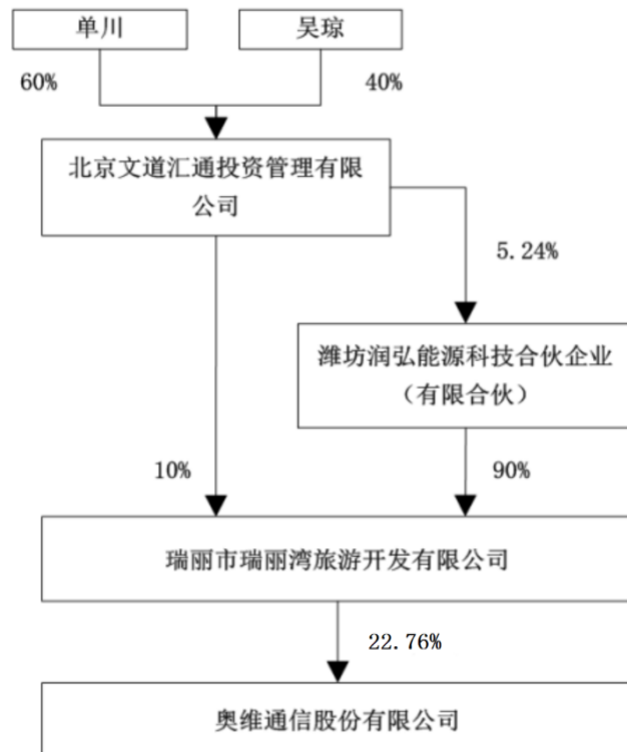 单川
吴琼
60%
40%
北京文道汇通投资管理有限
公司
5.24%
潍坊润弘能源科技合伙企业
（有限合伙）
10%
90%
瑞丽市瑞丽湾旅游开发有限公司
22.76%
奥维通信股份有限公司